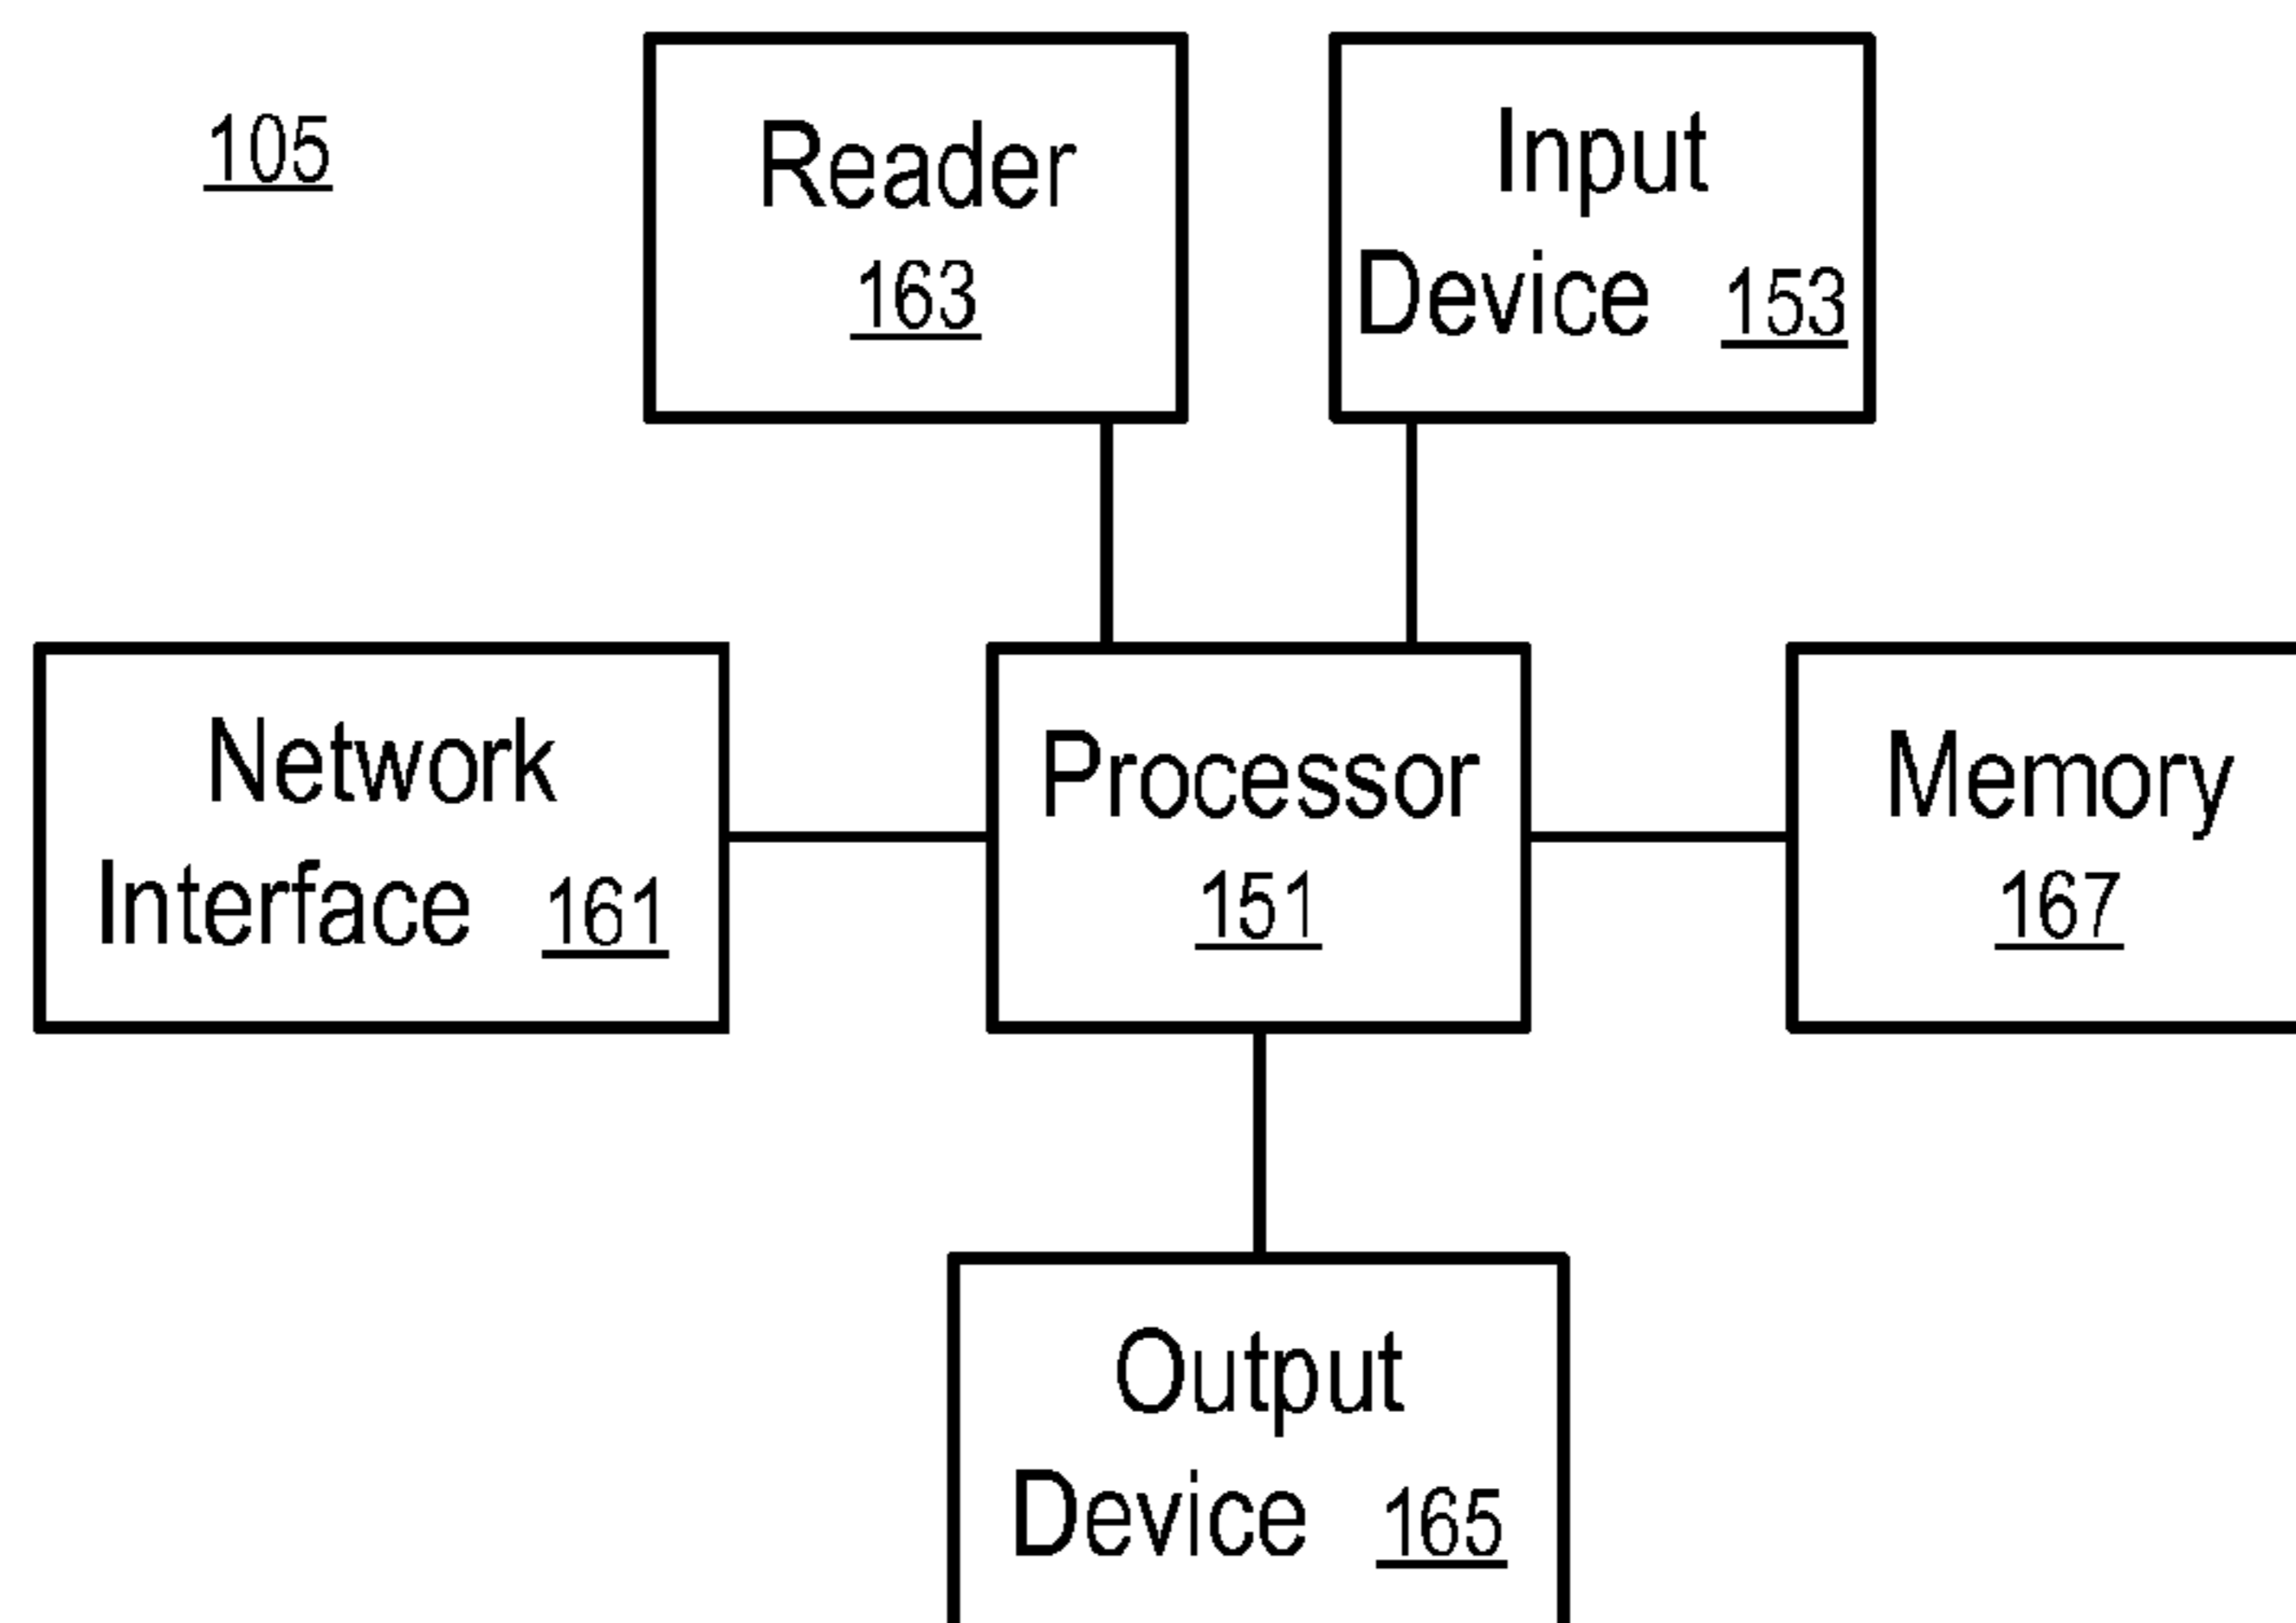 105
Reader
163
Input
Device 153
Network
Interface 161
Processor
151
Memory
167
Output
Device 165